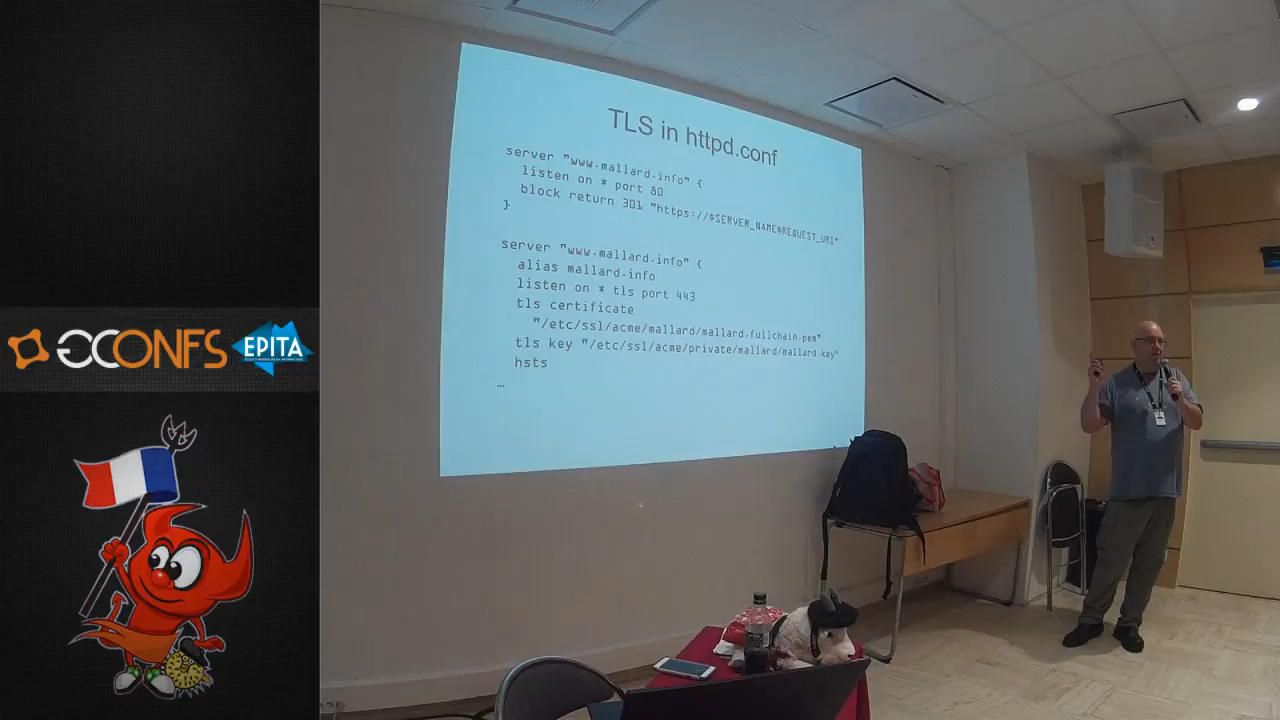 TLS in httpd.conf
server "www.mallard.info" {
listen on * port 80
block return 301 "https://$SERVER_NAME$REQUEST_URI"
}
server "www.mallard.info" {
alias mallard.info
listen on * tls port 443
tls certificate
"/etc/ssl/acme/mallard/mallard.fullchain.pem"
tls key "/etc/ssl/acme/private/mallard/mallard.key"
hsts
…
GCONFS
EPITA